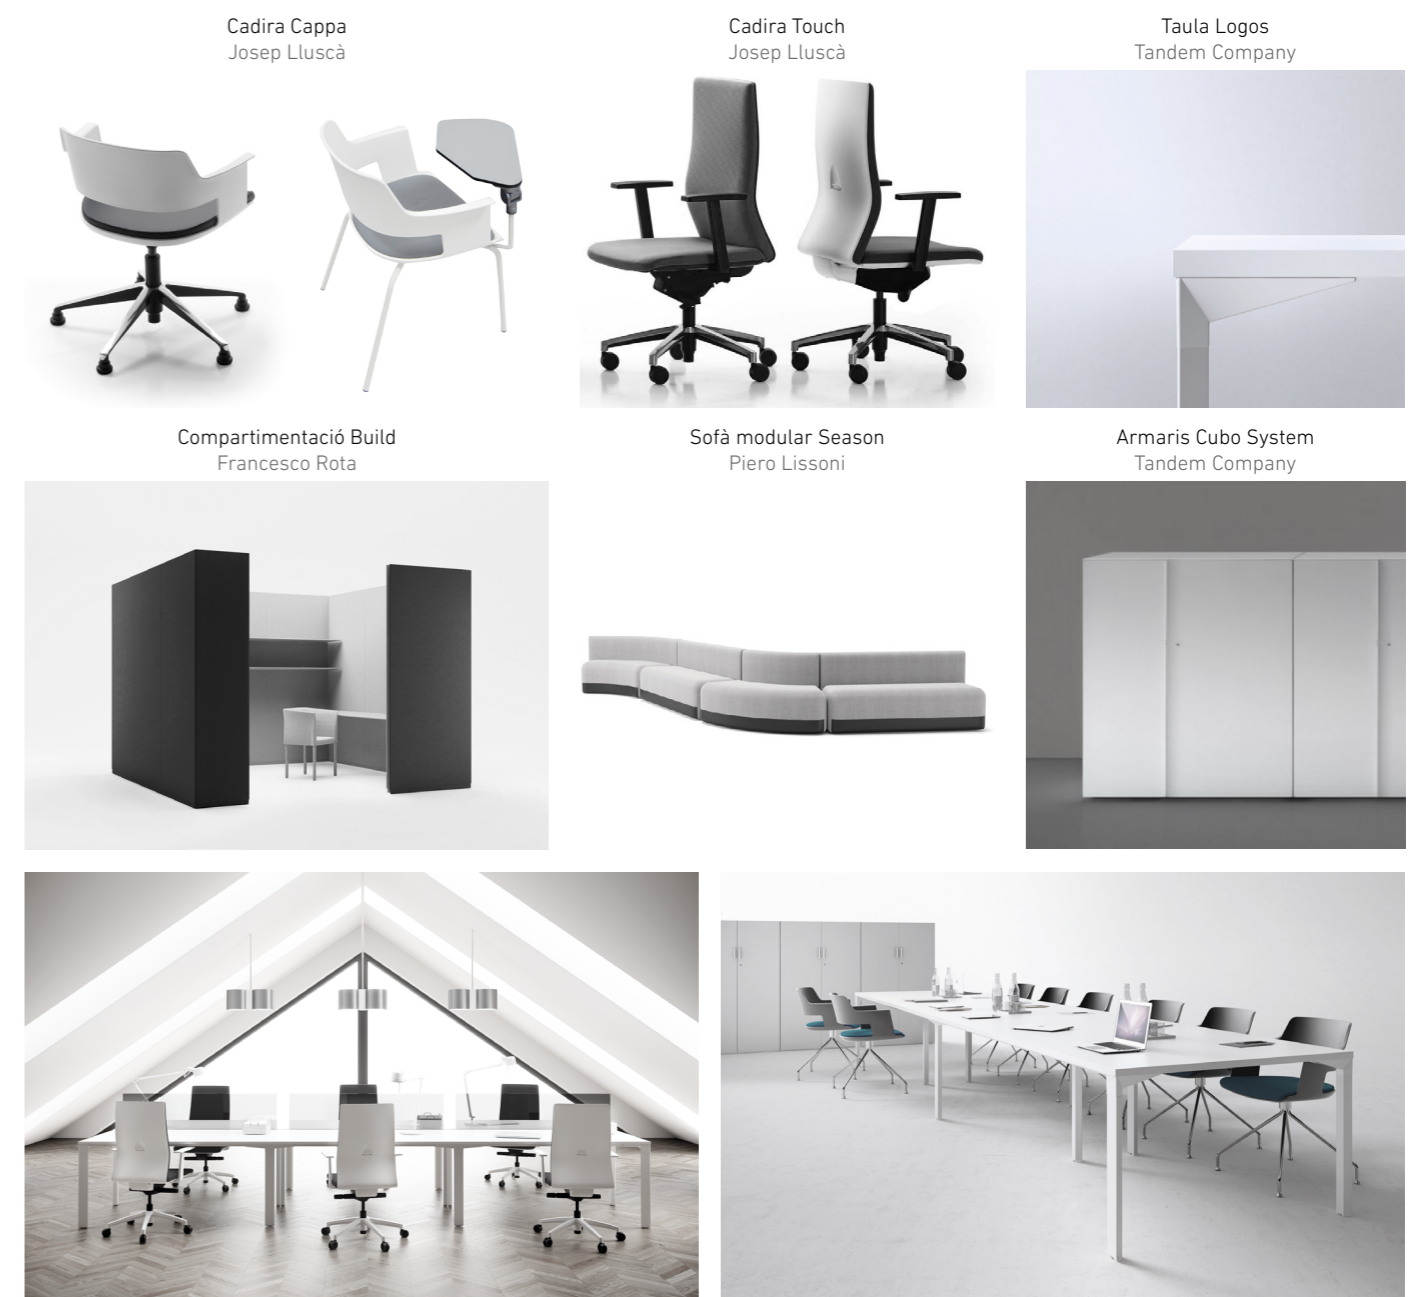 Cadira Cappa
Josep Lluscà
Cadira Touch
Josep Lluscà
Taula Logos
Tandem Company
Compartimentació Build
Francesco Rota
Sofà modular Season
Piero Lissoni
Armaris Cubo System
Tandem Company